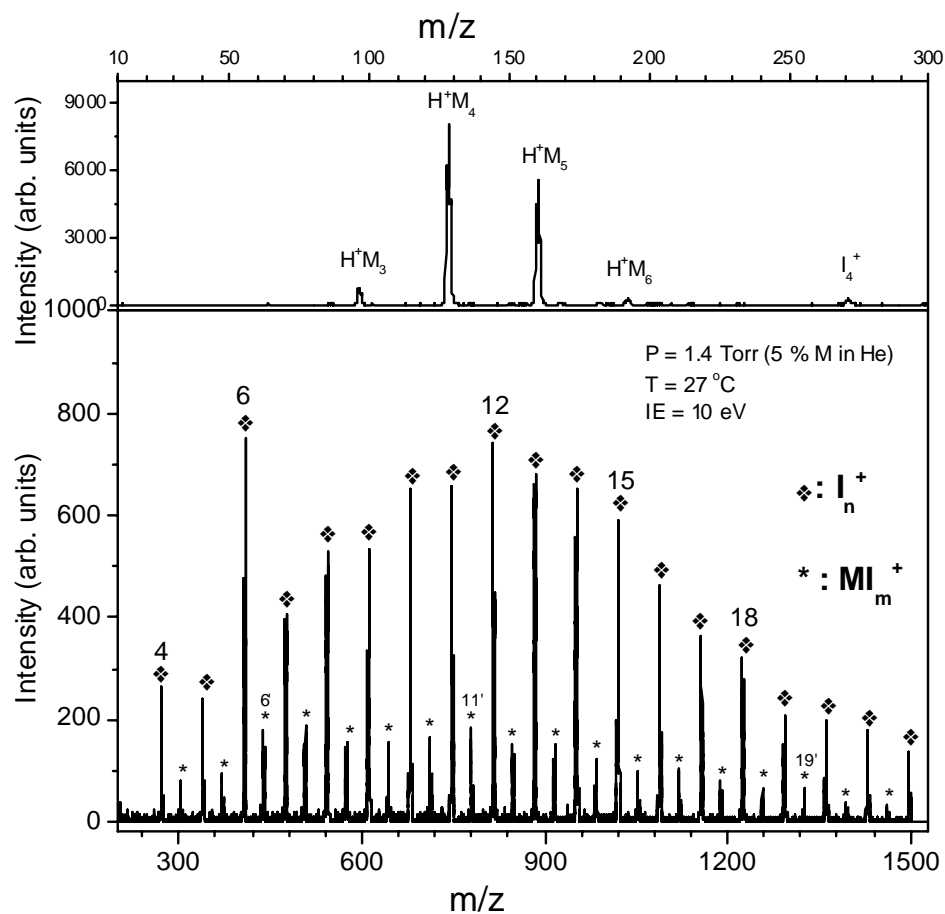 m/z
10 50 100 150 200 250 300
Intensity (arb. units)
9000
6000
3000
0
H⁺M₃
H⁺M₄
H⁺M₅
H⁺M₆
I₄⁺
Intensity (arb. units)
1000
800
600
400
200
0
P = 1.4 Torr (5 % M in He)
T = 27 °C
IE = 10 eV
❖: Iₙ⁺
* : MIₘ⁺
4
6
12
15
18
6'
11'
19'
300 600 900 1200 1500
m/z